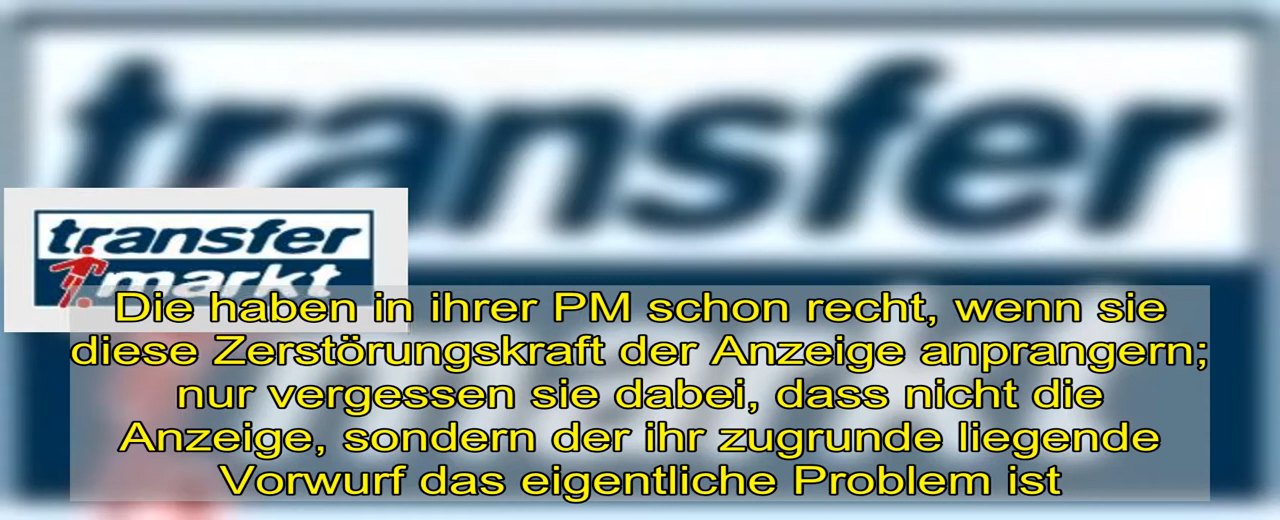 transfer
transfer
markt
Die haben in ihrer PM schon recht, wenn sie
diese Zerstörungskraft der Anzeige anprangern;
nur vergessen sie dabei, dass nicht die
Anzeige, sondern der ihr zugrunde liegende
Vorwurf das eigentliche Problem ist